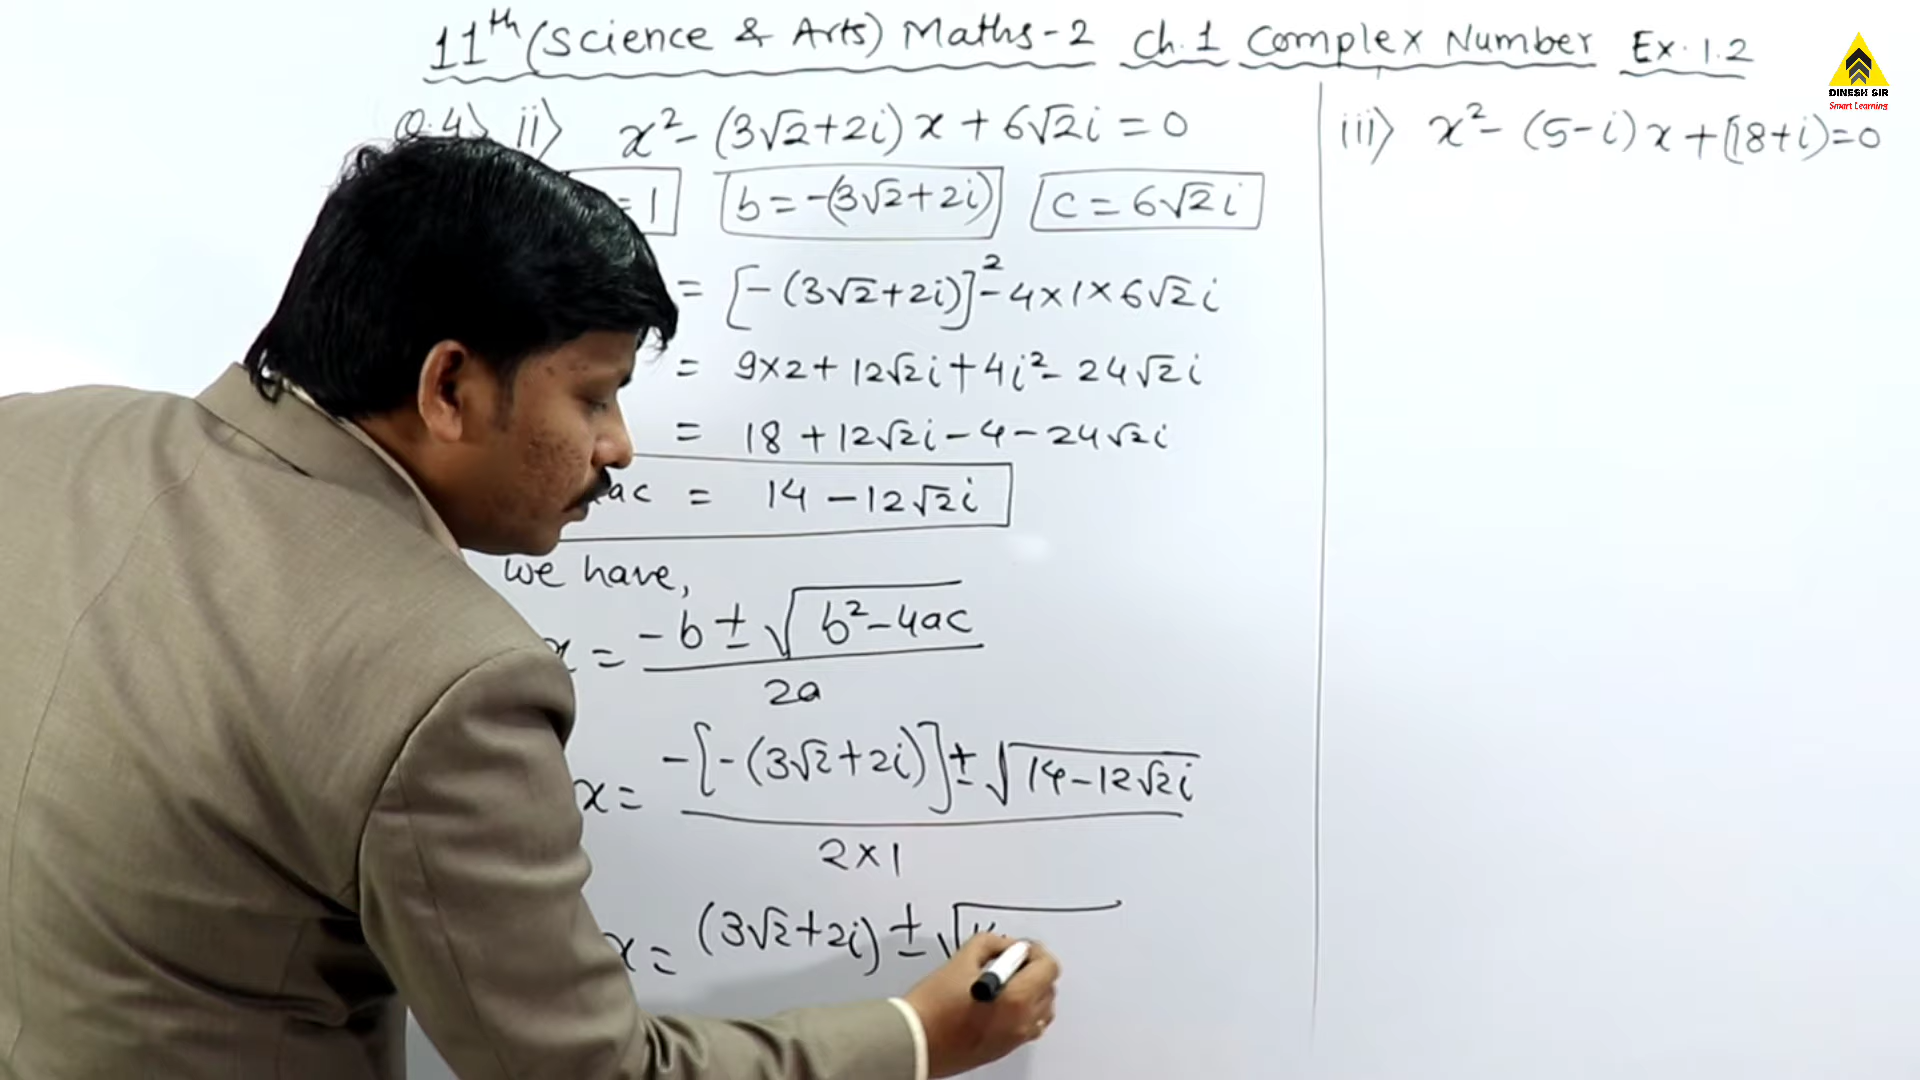 11th (Science & Arts) Maths-2 Ch.1 Complex Number Ex. 1.2
DINESH SIR
Smart Learning
Q.4) ii) x² - (3√2+2i) x + 6√2i = 0
= 1 b = -(3√2+2i) c = 6√2i
= [-(3√2+2i)]² - 4×1×6√2i
= 9×2 + 12√2i + 4i² - 24√2i
= 18 + 12√2i - 4 - 24√2i
ac = 14 - 12√2i
we have,
x = -b ± √b²-4ac
2a
x = -[-(3√2+2i)] ± √14-12√2i
2×1
x = (3√2+2i) ± √
iii) x² - (5-i) x + (18+i) = 0